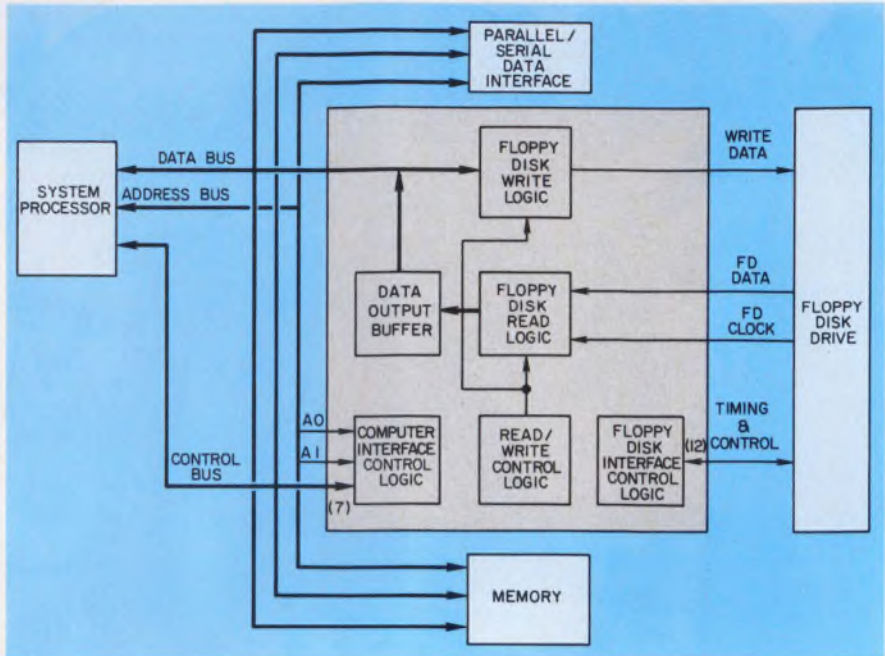 PARALLEL/
SERIAL
DATA
INTERFACE
SYSTEM
PROCESSOR
DATA BUS
ADDRESS BUS
CONTROL
BUS
(7)
FLOPPY
DISK
WRITE
LOGIC
DATA
OUTPUT
BUFFER
FLOPPY
DISK
READ
LOGIC
A0
A1
COMPUTER
INTERFACE
CONTROL
LOGIC
READ/
WRITE
CONTROL
LOGIC
FLOPPY
DISK
INTERFACE
CONTROL
LOGIC
(12)
WRITE
DATA
FD
DATA
FD
CLOCK
TIMING
&
CONTROL
FLOPPY
DISK
DRIVE
MEMORY